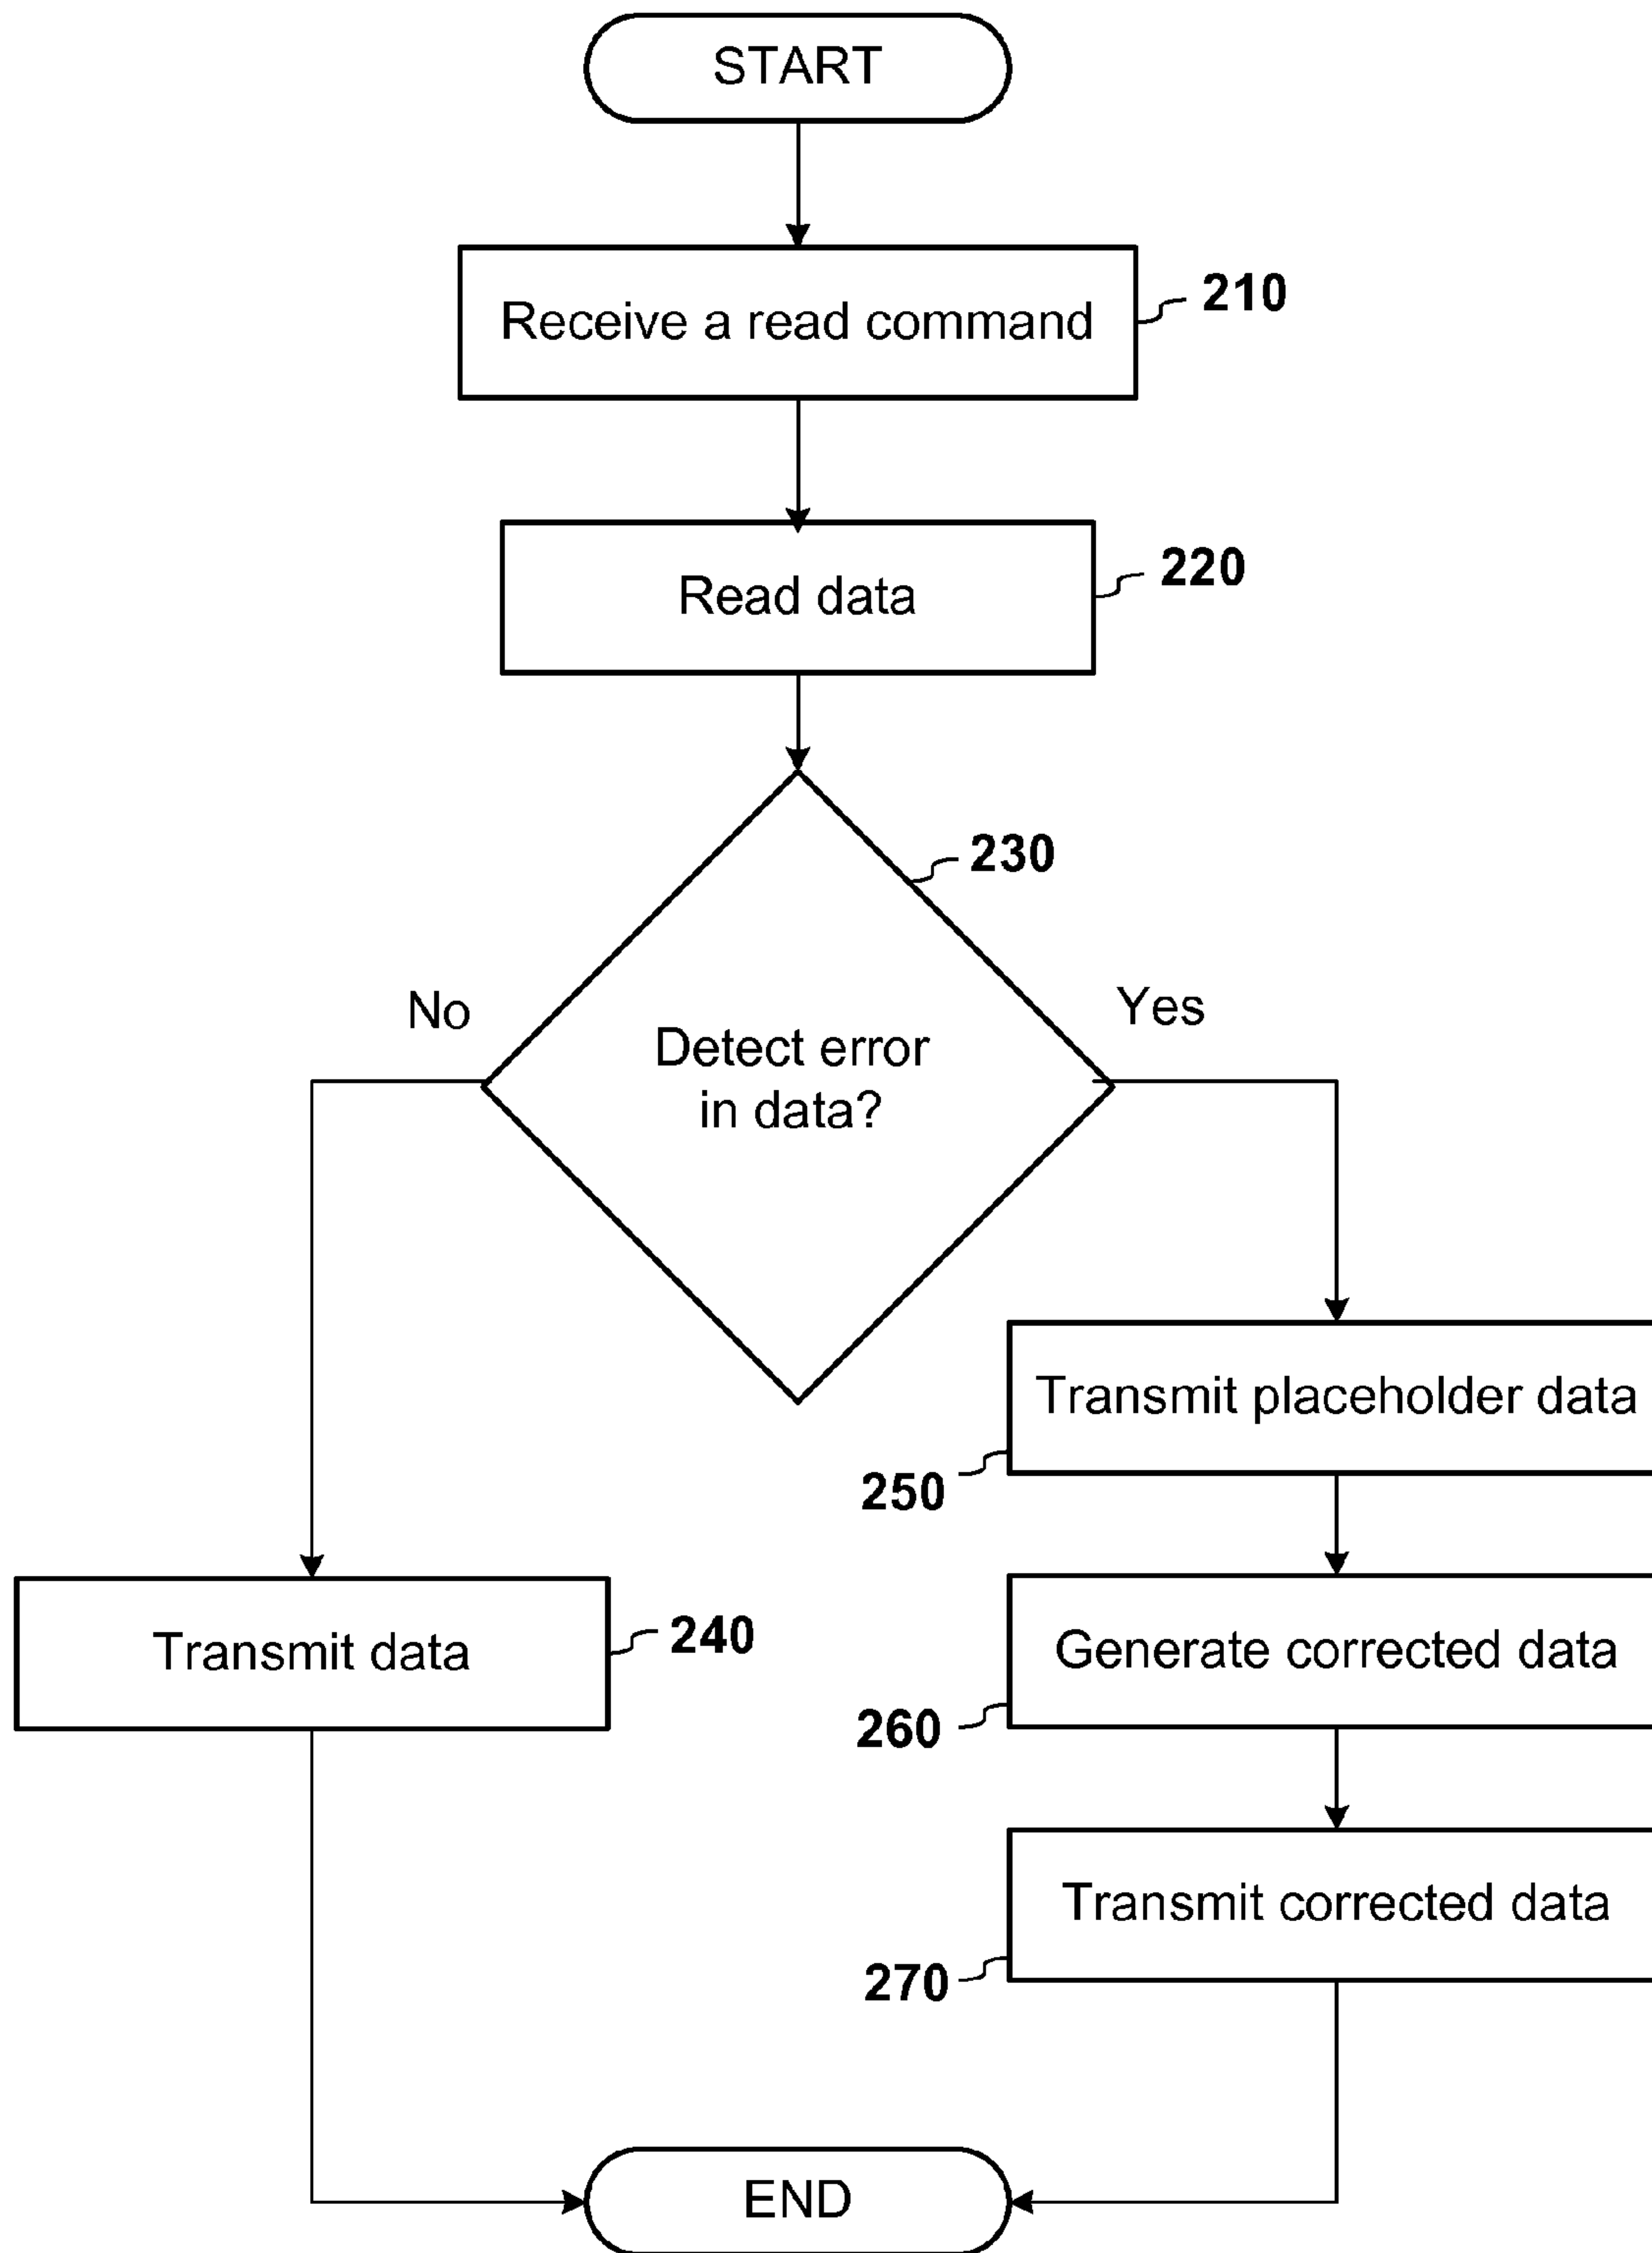 START
Receive a read command
210
Read data
220
230
No
Yes
Detect error
in data?
Transmit placeholder data
250
Transmit data
240
Generate corrected data
260
Transmit corrected data
270
END